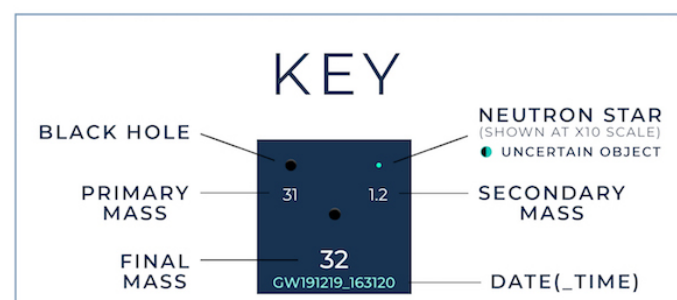 KEY
BLACK HOLE
NEUTRON STAR
(SHOWN AT X10 SCALE)
UNCERTAIN OBJECT
PRIMARY
MASS
31
1.2
SECONDARY
MASS
FINAL
MASS
32
GW191219_163120
DATE(_TIME)